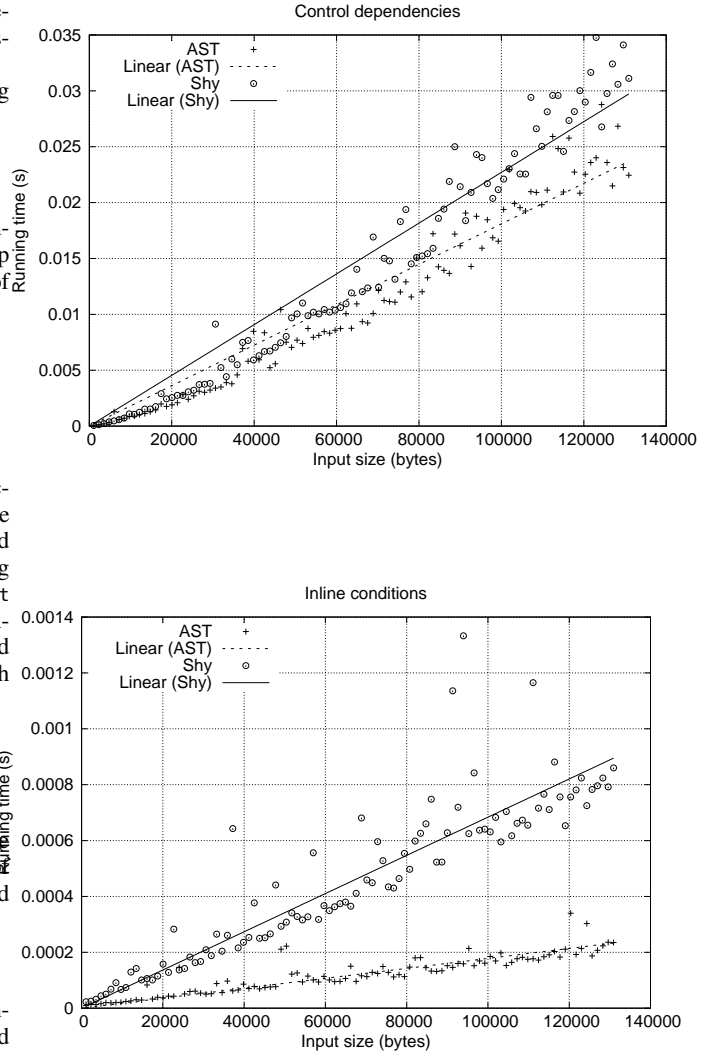 Control dependencies
0.035
0.03
0.025
0.02
0.015
0.01
0.005
0
Running time (s)
AST
Linear (AST)
Shy
Linear (Shy)
0 20000 40000 60000 80000 100000 120000 140000
Input size (bytes)
Inline conditions
0.0014
0.0012
0.001
0.0008
0.0006
0.0004
0.0002
0
Running time (s)
AST
Linear (AST)
Shy
Linear (Shy)
0 20000 40000 60000 80000 100000 120000 140000
Input size (bytes)